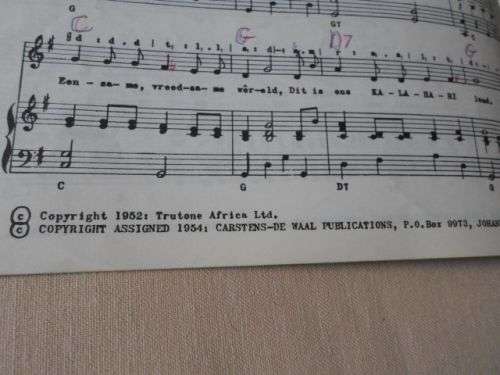 G G7
C G D7 G
Een - sa - me, vreed-sa- me wêr-eld, Dit is ons KA - LA - HA - RI land,
C G D7 G
© Copyright 1952: Trutone Africa Ltd.
© COPYRIGHT ASSIGNED 1954: CARSTENS-DE WAAL PUBLICATIONS, P.O.Box 9973, JOHAN